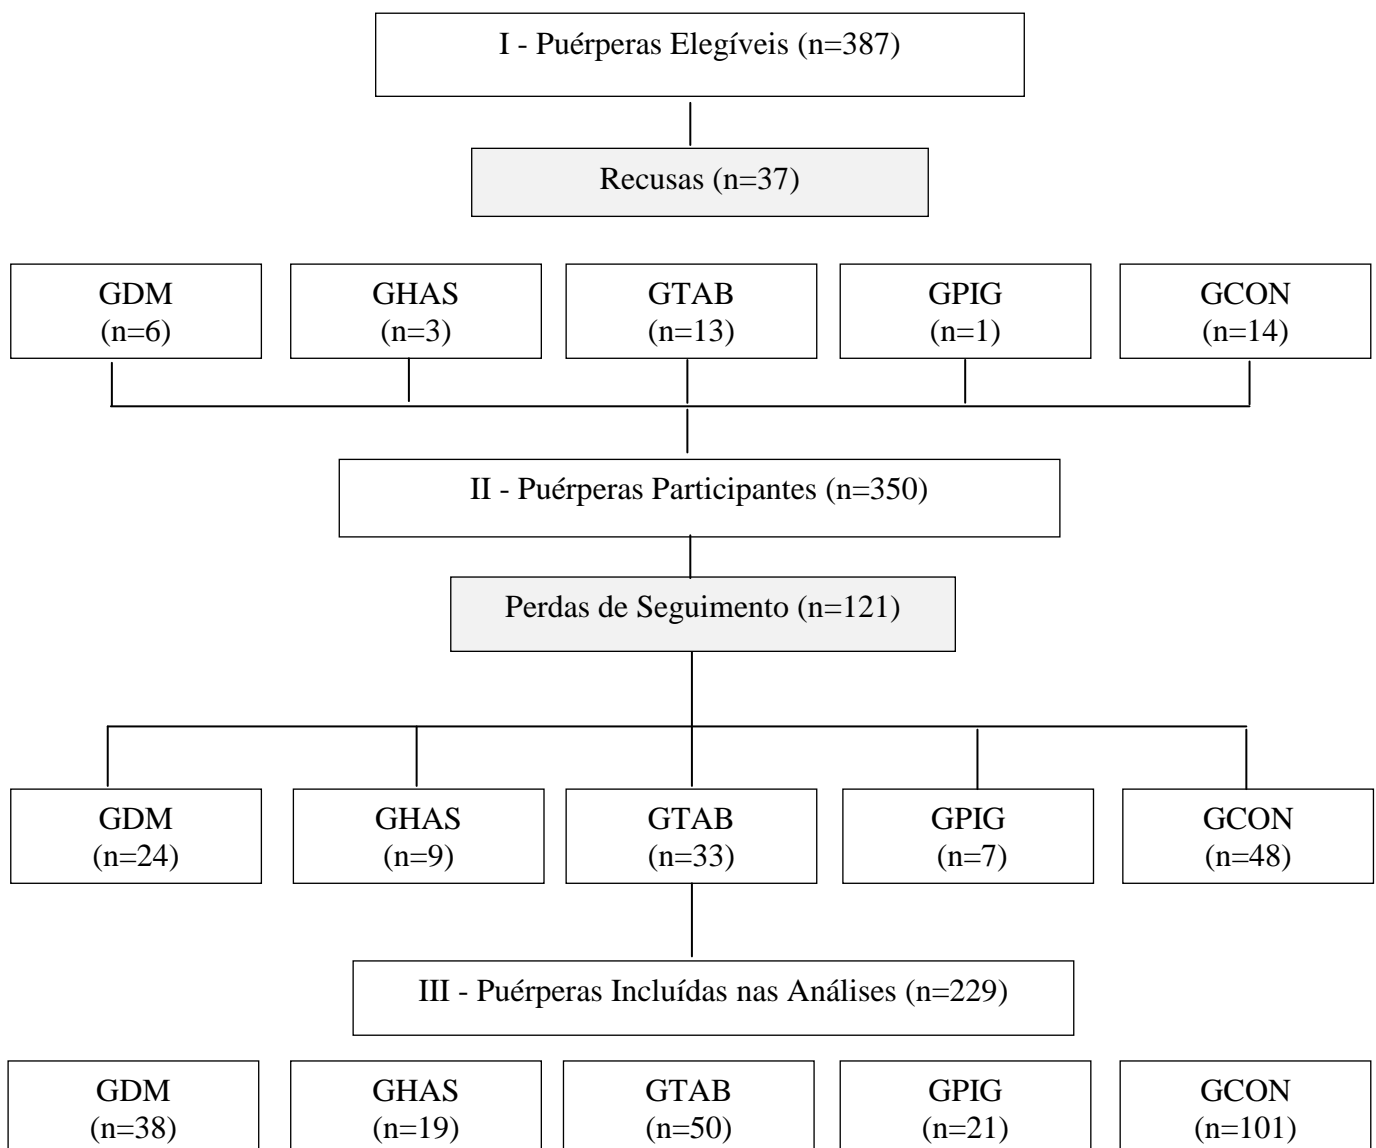 I - Puérperas Elegíveis (n=387)
Recusas (n=37)
GDM
(n=6)
GHAS
(n=3)
GTAB
(n=13)
GPIG
(n=1)
GCON
(n=14)
II - Puérperas Participantes (n=350)
Perdas de Seguimento (n=121)
GDM
(n=24)
GHAS
(n=9)
GTAB
(n=33)
GPIG
(n=7)
GCON
(n=48)
III - Puérperas Incluídas nas Análises (n=229)
GDM
(n=38)
GHAS
(n=19)
GTAB
(n=50)
GPIG
(n=21)
GCON
(n=101)